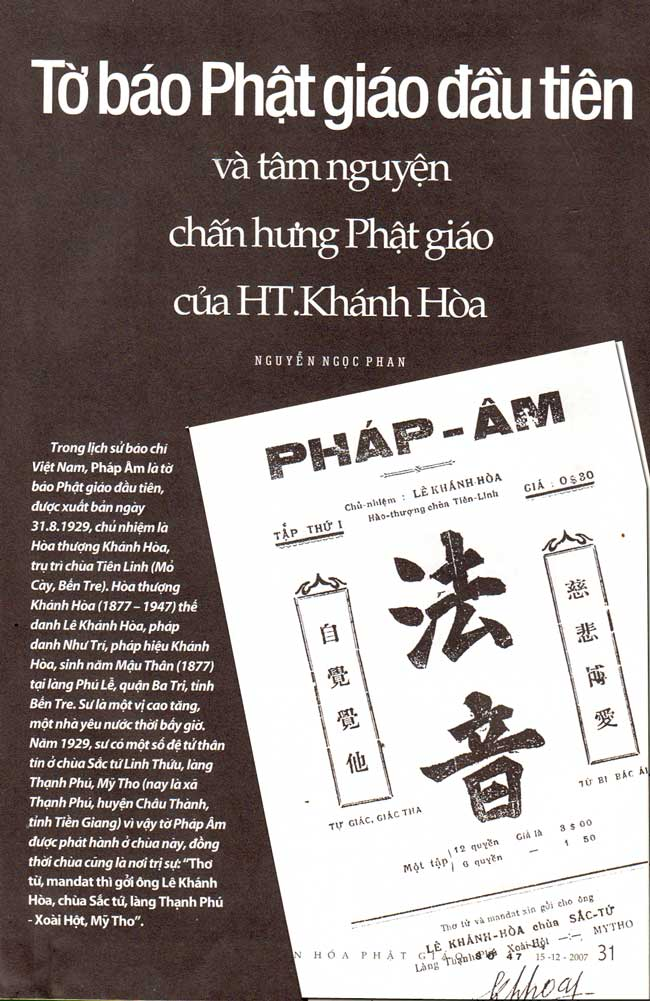 Tờ báo Phật giáo đầu tiên
và tâm nguyện
chấn hưng Phật giáo
của HT.Khánh Hòa
NGUYỄN NGỌC PHAN
Trong lịch sử báo chí
Việt Nam, Pháp Âm là tờ
báo Phật giáo đầu tiên,
được xuất bản ngày
31.8.1929, chủ nhiệm là
Hòa thượng Khánh Hòa,
trụ trì chùa Tiên Linh (Mỏ
Cày, Bến Tre). Hòa thượng
Khánh Hòa (1877 – 1947) thế
danh Lê Khánh Hòa, pháp
danh Như Trí, pháp hiệu Khánh
Hòa, sinh năm Mậu Thân (1877)
tại làng Phú Lễ, quận Ba Tri, tỉnh
Bến Tre. Sư là một vị cao tăng,
một nhà yêu nước thời bấy giờ.
Năm 1929, sư có một số đệ tử thân
tín ở chùa Sắc tứ Linh Thứu, làng
Thạnh Phú, Mỹ Tho (nay là xã
Thạnh Phú, huyện Châu Thành,
tỉnh Tiền Giang) vì vậy tờ Pháp Âm
được phát hành ở chùa này, đồng
thời chùa cũng là nơi trị sự: “Thơ
từ, mandat thì gởi ông Lê Khánh
Hòa, chùa Sắc tứ, làng Thạnh Phú
- Xoài Hột, Mỹ Tho”.
PHÁP-ÂM
Chủ-nhiệm : LÊ KHÁNH-HÒA
Hào-thượng chùa Tiên-Linh
TẬP THỨ I
GIÁ : 0$30
法音
自覺覺他
慈悲博愛
TỰ GIÁC, GIÁC THA
TỪ BI BÁC ÁI
Một tập
12 quyển Giá là 3$00
6 quyển — 1 50
Thơ từ và mandat xin gởi cho ông
LÊ KHÁNH-HÒA chùa SẮC-TỨ
Làng Thạnh-Phú Xoài-Hột —:— MYTHO
N HÓA PHẬT GIÁO SỐ 47 15-12-2007 31